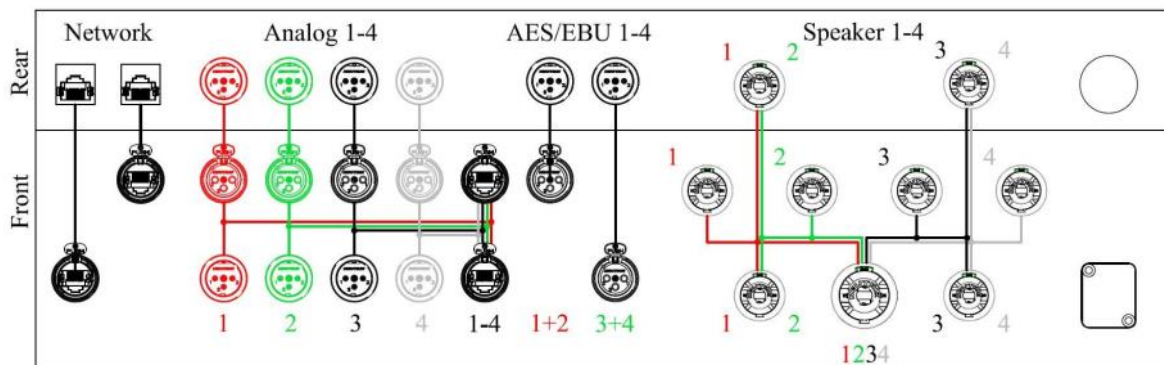 Network Analog 1-4 AES/EBU 1-4 Speaker 1-4
Rear
1 2 3 4
Front
1 2 3 4
1 2 3 4 1-4 1+2 3+4 1 2 3 4
1234